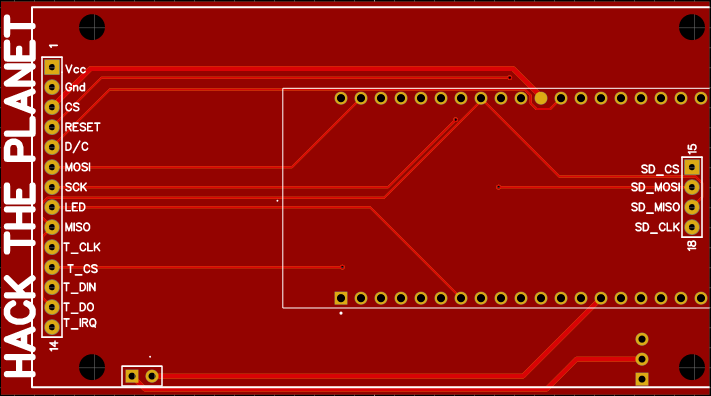 HACK THE PLANET
1
Vcc
Gnd
CS
RESET
D/C
MOSI
SCK
LED
MISO
T_CLK
T_CS
T_DIN
T_DO
T_IRQ
14
15
SD_CS
SD_MOSI
SD_MISO
SD_CLK
18